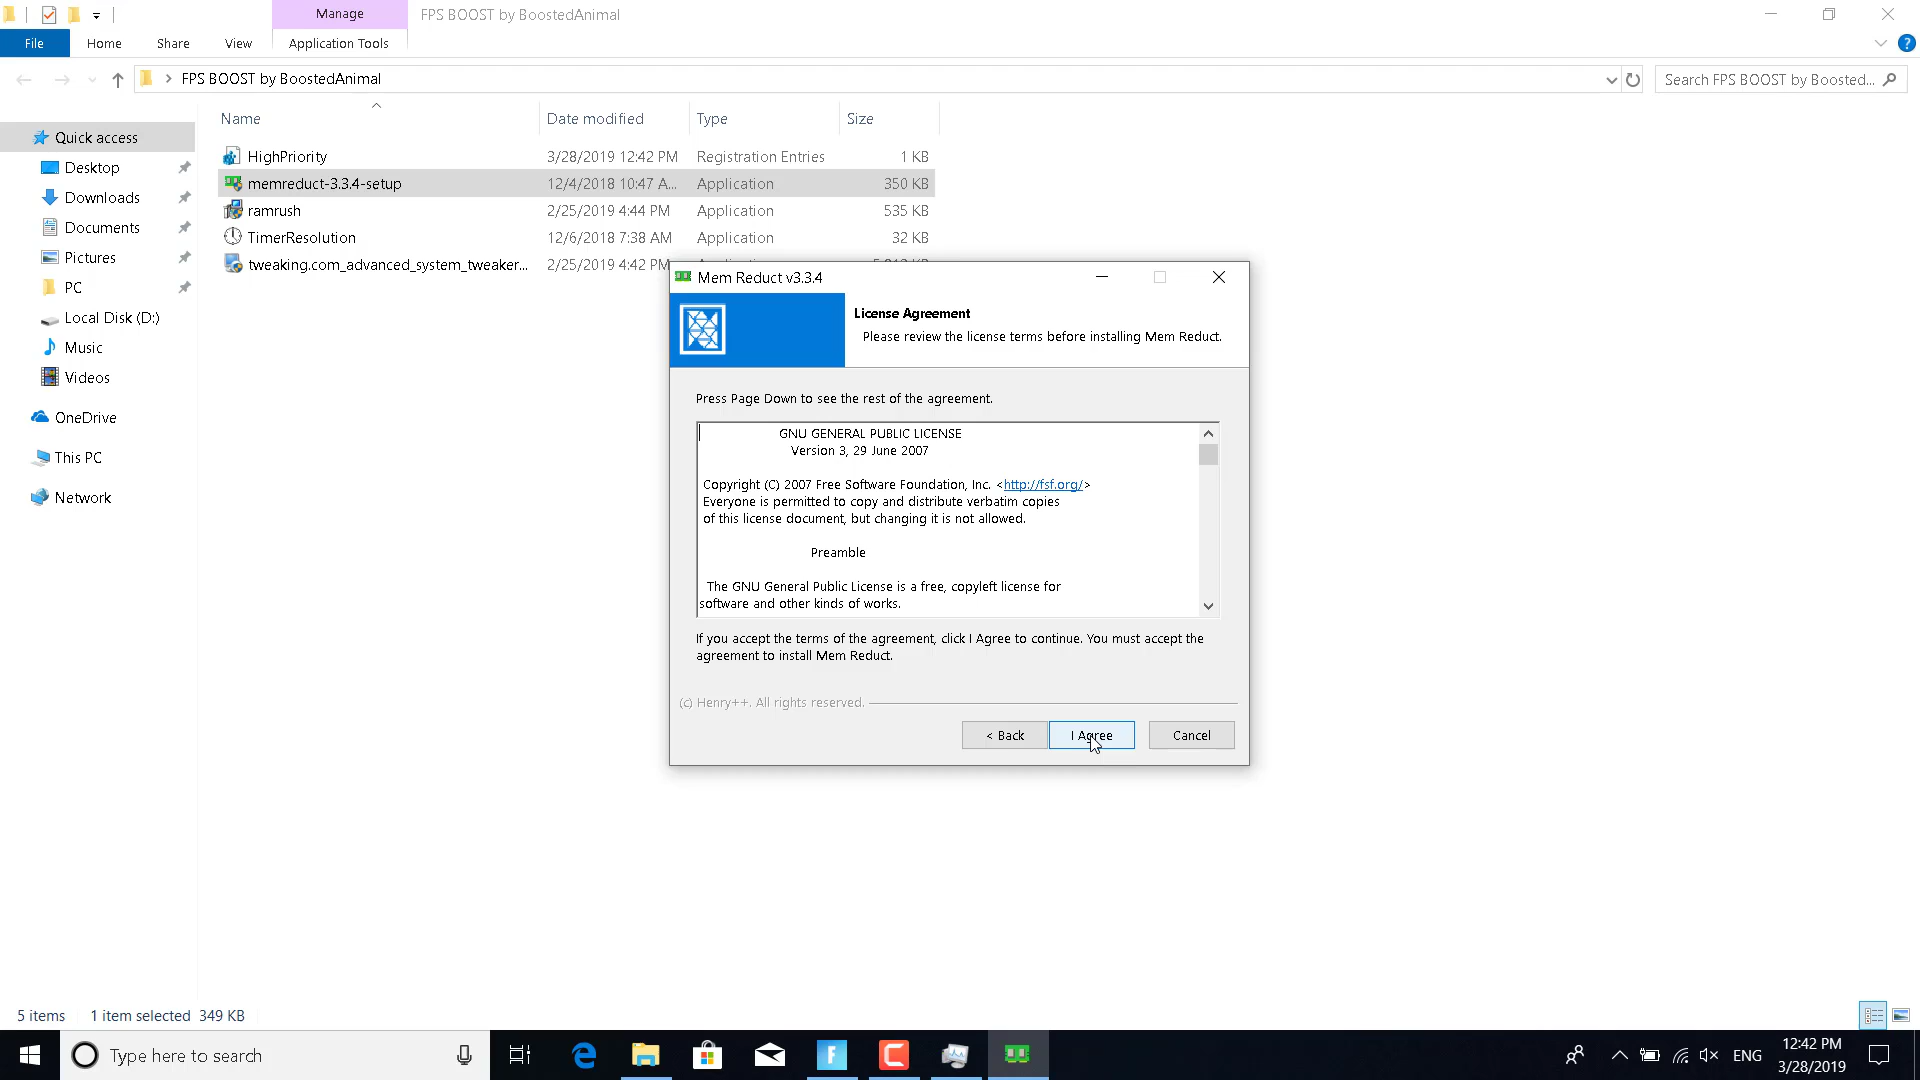 Manage
FPS BOOST by BoostedAnimal
File
Home
Share
View
Application Tools
FPS BOOST by BoostedAnimal
Search FPS BOOST by Boosted...
Name
Date modified
Type
Size
HighPriority 3/28/2019 12:42 PM Registration Entries 1 KB
memreduct-3.3.4-setup 12/4/2018 10:47 A... Application 350 KB
ramrush 2/25/2019 4:44 PM Application 535 KB
TimerResolution 12/6/2018 7:38 AM Application 32 KB
tweaking.com_advanced_system_tweaker... 2/25/2019 4:42 PM
Quick access
Desktop
Downloads
Documents
Pictures
PC
Local Disk (D:)
Music
Videos
OneDrive
This PC
Network
Mem Reduct v3.3.4
License Agreement
Please review the license terms before installing Mem Reduct.
Press Page Down to see the rest of the agreement.
GNU GENERAL PUBLIC LICENSE
Version 3, 29 June 2007
Copyright (C) 2007 Free Software Foundation, Inc. <http://fsf.org/>
Everyone is permitted to copy and distribute verbatim copies
of this license document, but changing it is not allowed.
Preamble
The GNU General Public License is a free, copyleft license for
software and other kinds of works.
If you accept the terms of the agreement, click I Agree to continue. You must accept the
agreement to install Mem Reduct.
(c) Henry++. All rights reserved.
< Back
I Agree
Cancel
5 items
1 item selected 349 KB
Type here to search
ENG
12:42 PM
3/28/2019